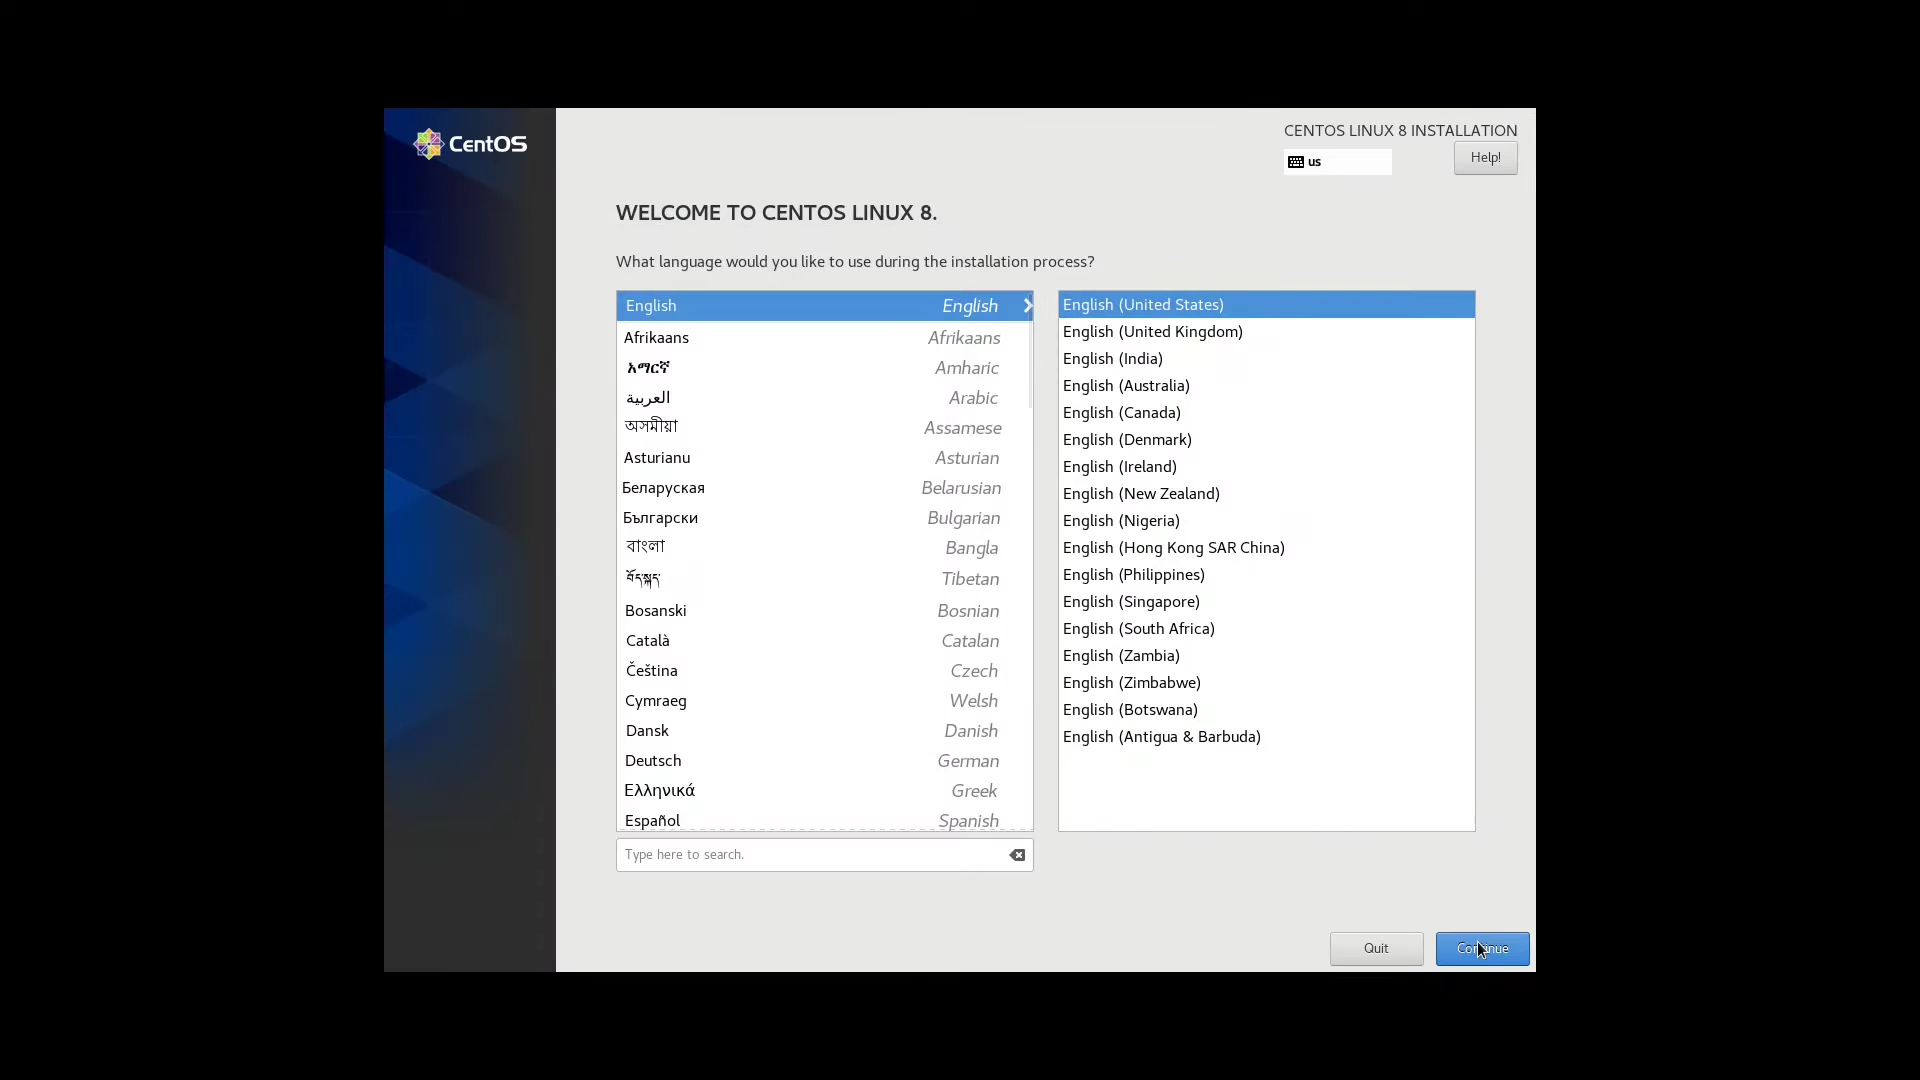 CentOS
CENTOS LINUX 8 INSTALLATION
us
Help!
WELCOME TO CENTOS LINUX 8.
What language would you like to use during the installation process?
English English
Afrikaans Afrikaans
አማርኛ Amharic
العربية Arabic
অসমীয়া Assamese
Asturianu Asturian
Беларуская Belarusian
Български Bulgarian
বাংলা Bangla
བོད་སྐད་ Tibetan
Bosanski Bosnian
Català Catalan
Čeština Czech
Cymraeg Welsh
Dansk Danish
Deutsch German
Ελληνικά Greek
Español Spanish
Type here to search.
English (United States)
English (United Kingdom)
English (India)
English (Australia)
English (Canada)
English (Denmark)
English (Ireland)
English (New Zealand)
English (Nigeria)
English (Hong Kong SAR China)
English (Philippines)
English (Singapore)
English (South Africa)
English (Zambia)
English (Zimbabwe)
English (Botswana)
English (Antigua & Barbuda)
Quit
Continue